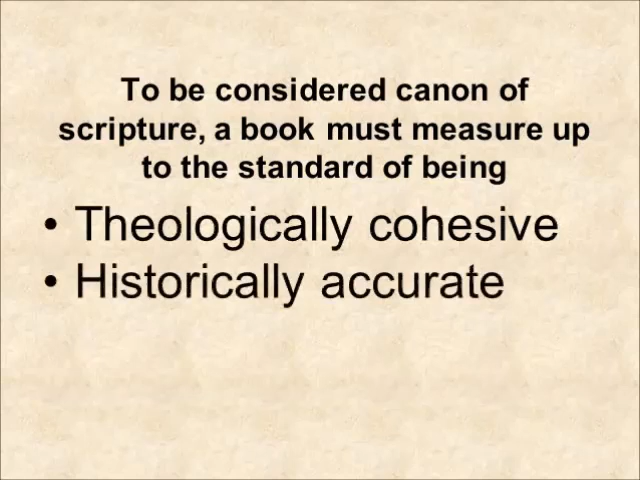 To be considered canon of
scripture, a book must measure up
to the standard of being
• Theologically cohesive
• Historically accurate